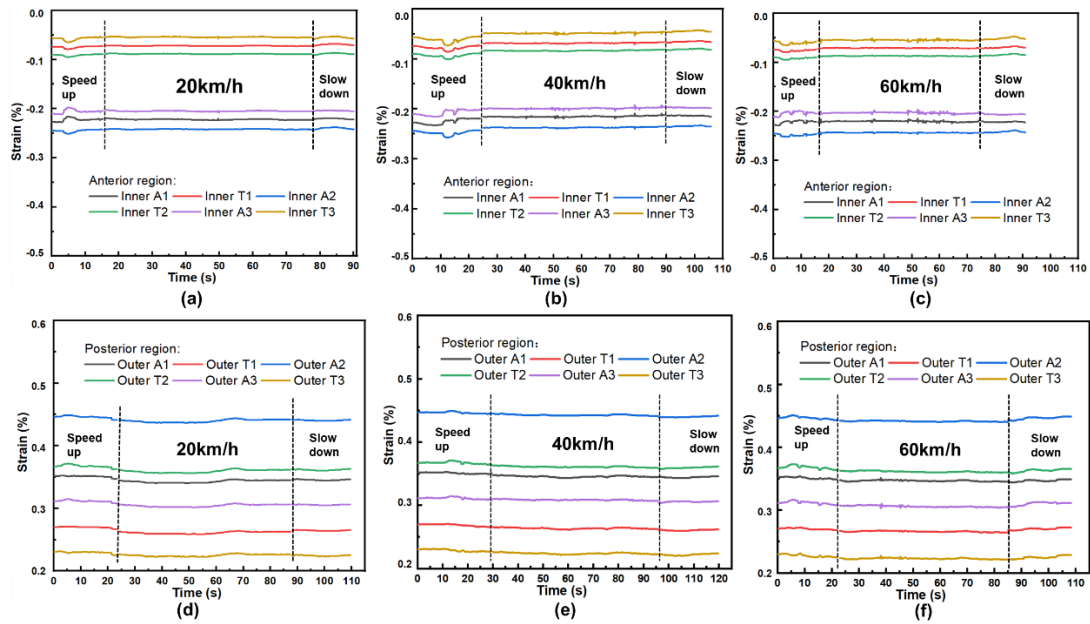 0.0
-0.1
-0.2
-0.3
-0.4
-0.5
Strain (%)
Speed up
20km/h
Slow down
Anterior region:
Inner A1 Inner T1 Inner A2
Inner T2 Inner A3 Inner T3
0 10 20 30 40 50 60 70 80 90
Time (s)
(a)
0.0
-0.1
-0.2
-0.3
-0.4
-0.5
Strain (%)
Speed up
40km/h
Slow down
Anterior region:
Inner A1 Inner T1 Inner A2
Inner T2 Inner A3 Inner T3
0 10 20 30 40 50 60 70 80 90 100 110
Time (s)
(b)
0.0
-0.1
-0.2
-0.3
-0.4
-0.5
Strain (%)
Speed up
60km/h
Slow down
Anterior region:
Inner A1 Inner T1 Inner A2
Inner T2 Inner A3 Inner T3
0 10 20 30 40 50 60 70 80 90 100 110
Time (s)
(c)
0.6
0.5
0.4
0.3
0.2
Strain (%)
Posterior region:
Outer A1 Outer T1 Outer A2
Outer T2 Outer A3 Outer T3
Speed up
20km/h
Slow down
0 10 20 30 40 50 60 70 80 90 100 110
Time (s)
(d)
0.6
0.5
0.4
0.3
0.2
Strain (%)
Posterior region:
Outer A1 Outer T1 Outer A2
Outer T2 Outer A3 Outer T3
Speed up
40km/h
Slow down
0 10 20 30 40 50 60 70 80 90 100 110 120
Time (s)
(e)
0.6
0.5
0.4
0.3
0.2
Strain (%)
Posterior region:
Outer A1 Outer T1 Outer A2
Outer T2 Outer A3 Outer T3
Speed up
60km/h
Slow down
0 10 20 30 40 50 60 70 80 90 100 110
Time (s)
(f)